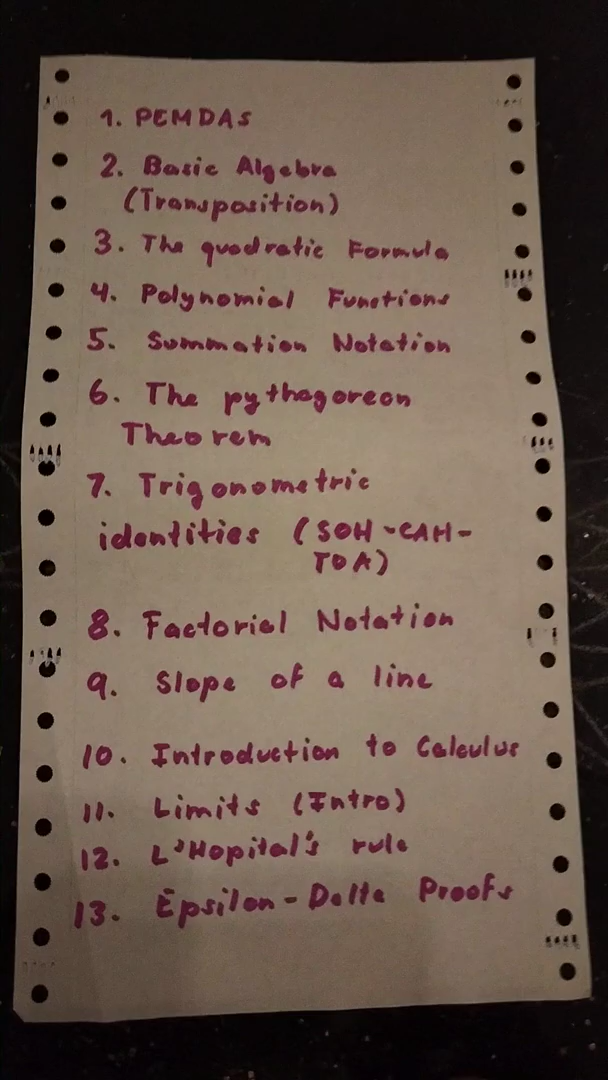 1. PEMDAS
2. Basic Algebra
(Transposition)
3. The quadratic Formula
4. Polynomial Functions
5. Summation Notation
6. The pythagorean
Theorem
7. Trigonometric
identities (SOH-CAH-
TOA)
8. Factorial Notation
9. Slope of a line
10. Introduction to Calculus
11. Limits (Intro)
12. L'Hopital's rule
13. Epsilon-Delta Proofs